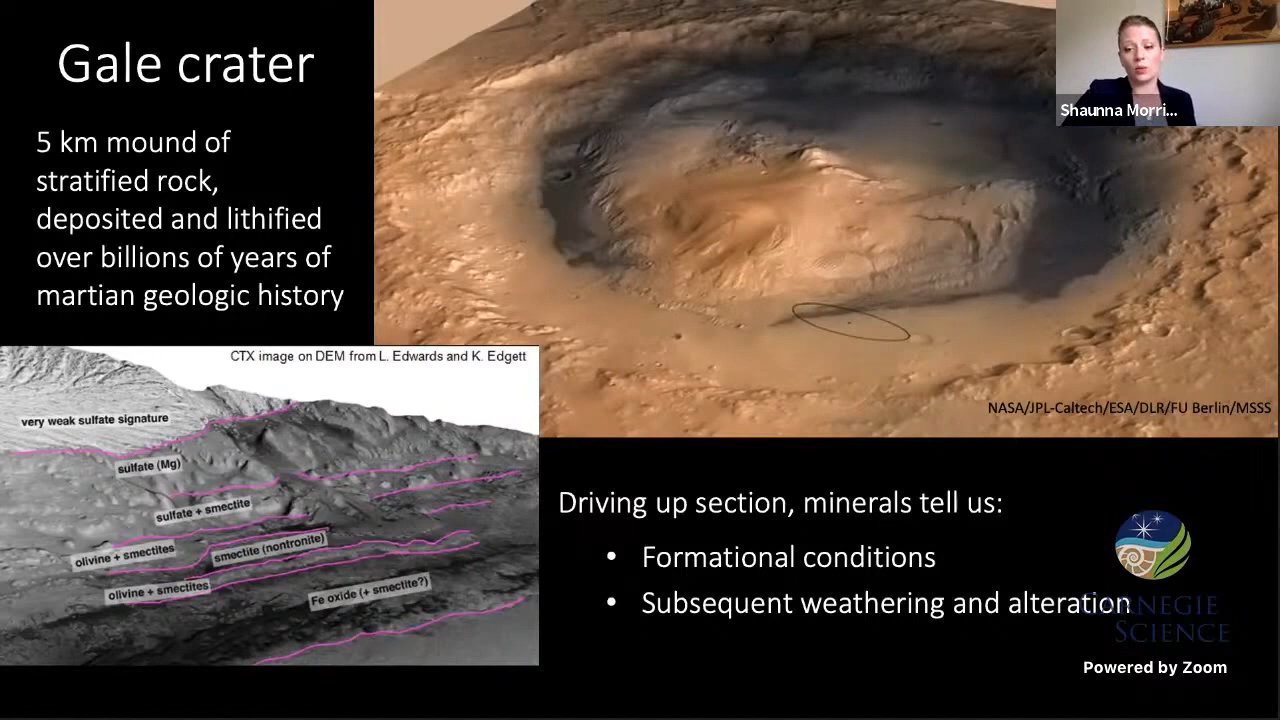 Gale crater
5 km mound of
stratified rock,
deposited and lithified
over billions of years of
martian geologic history
Shaunna Morri...
NASA/JPL-Caltech/ESA/DLR/FU Berlin/MSSS
CTX image on DEM from L. Edwards and K. Edgett
very weak sulfate signature
sulfate (Mg)
sulfate + smectite
olivine + smectites
smectite (nontronite)
olivine + smectites
Fe oxide (+ smectite?)
Driving up section, minerals tell us:
• Formational conditions
• Subsequent weathering and alteration
CARNEGIE
SCIENCE
Powered by Zoom